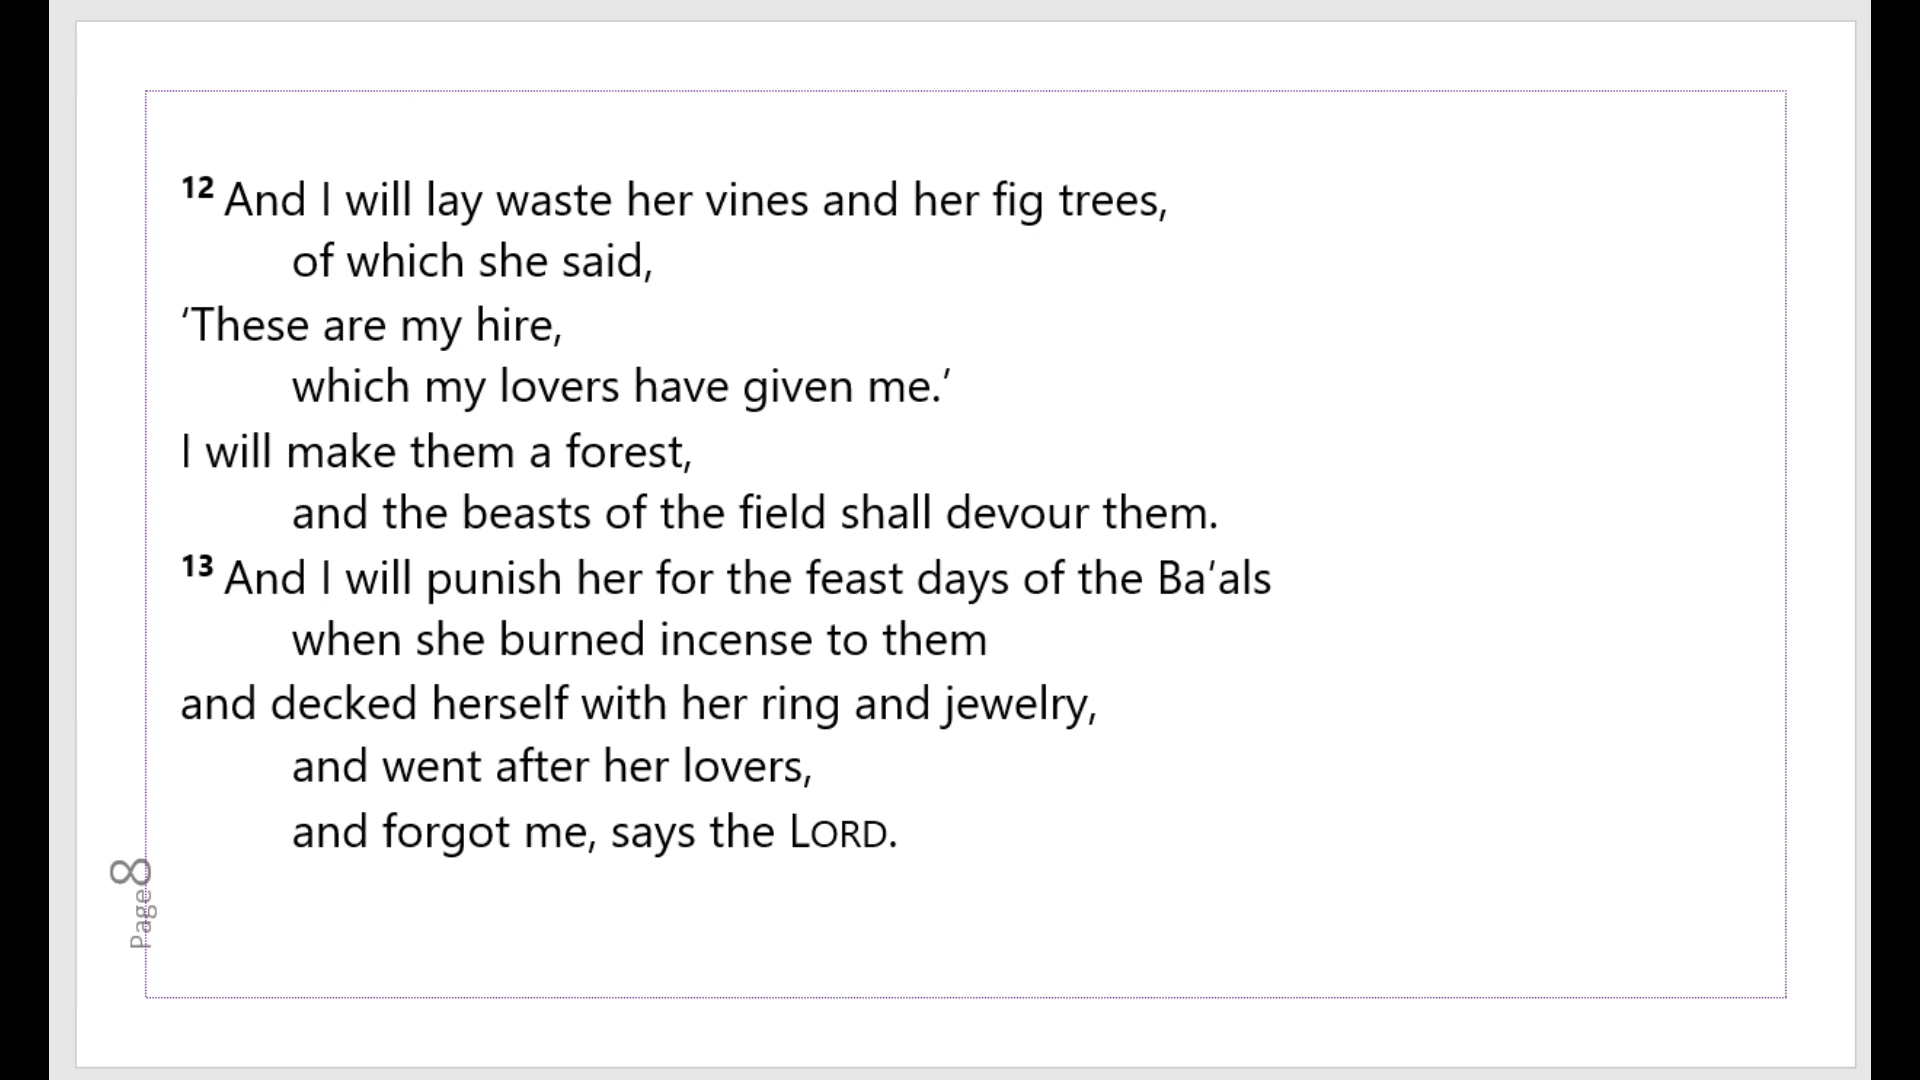 12 And I will lay waste her vines and her fig trees,
of which she said,
‘These are my hire,
which my lovers have given me.’
I will make them a forest,
and the beasts of the field shall devour them.
13 And I will punish her for the feast days of the Ba′als
when she burned incense to them
and decked herself with her ring and jewelry,
and went after her lovers,
and forgot me, says the LORD.
Page 8